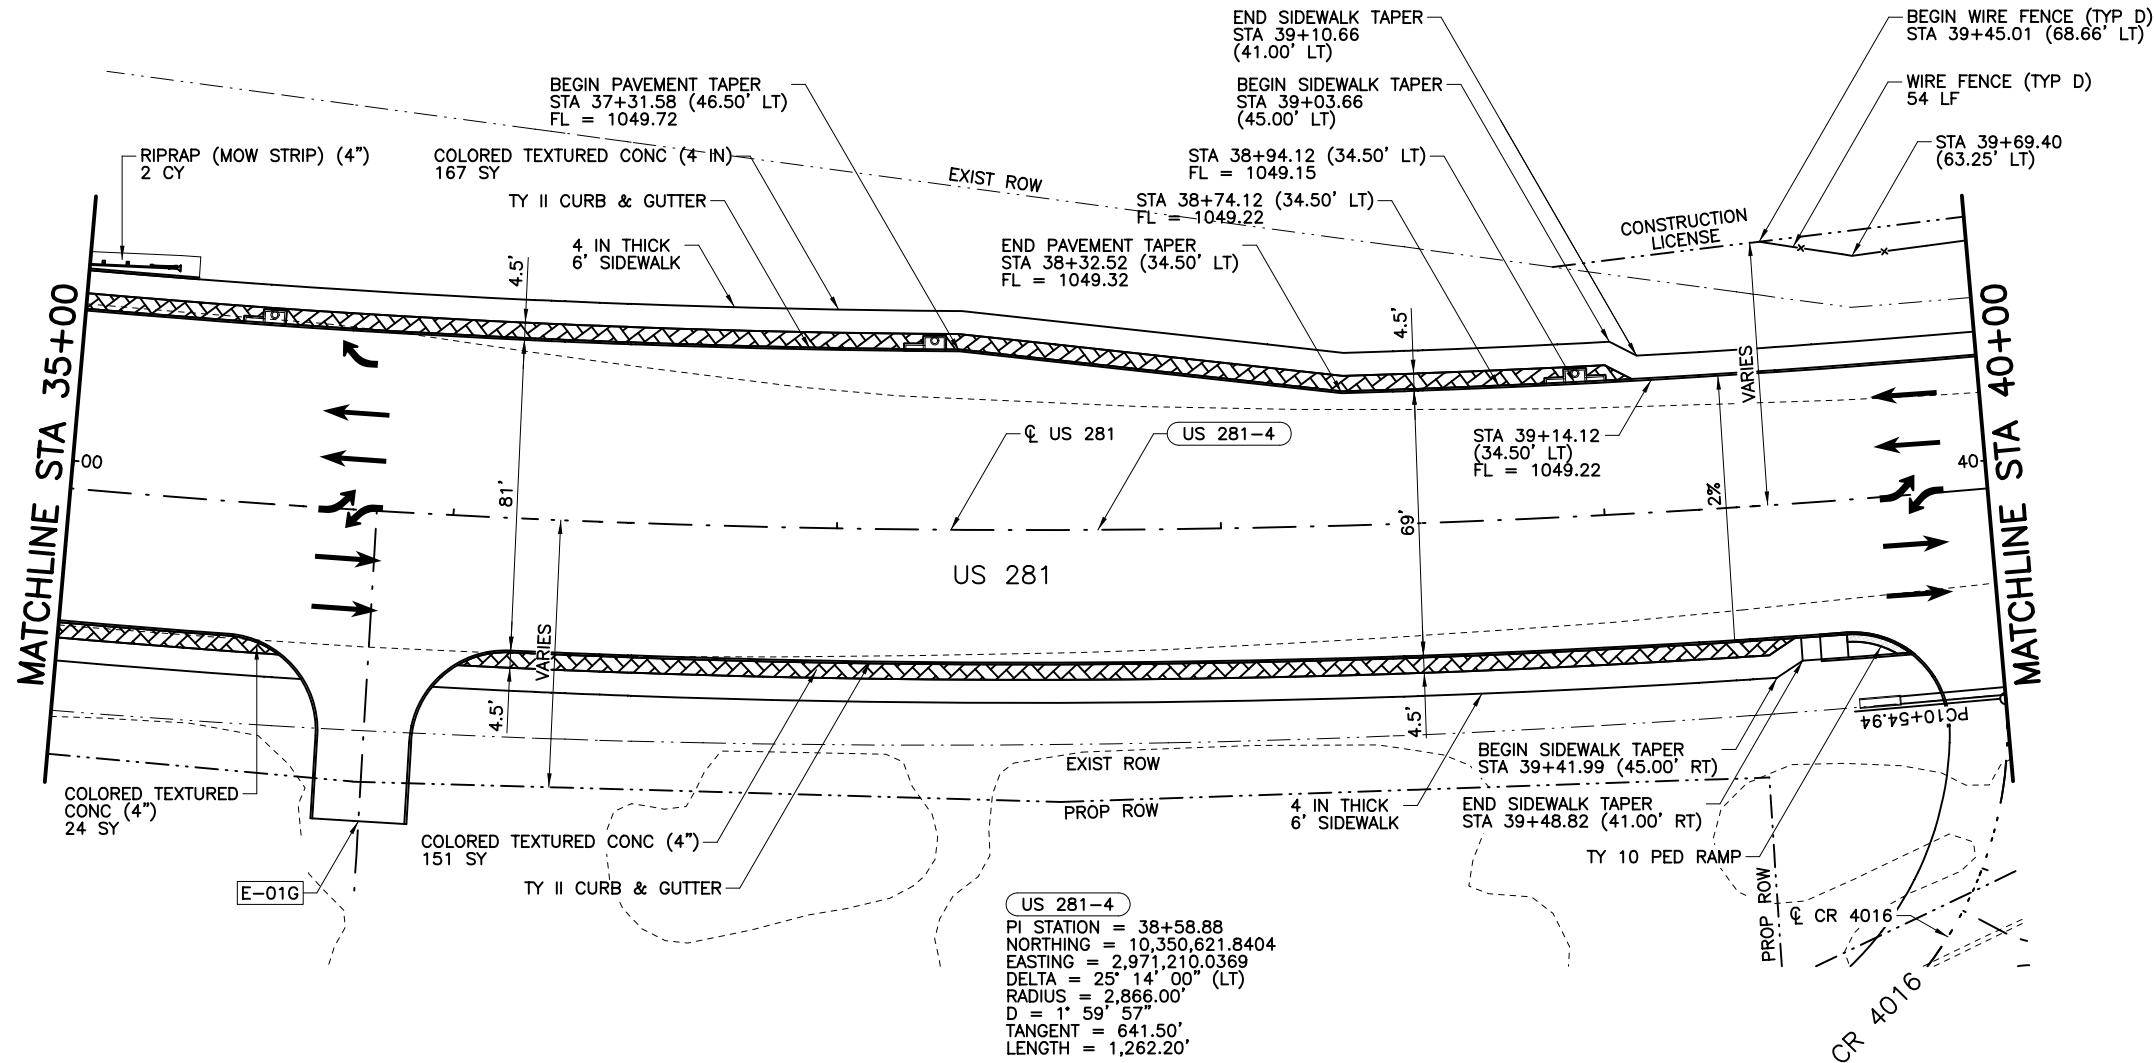 END SIDEWALK TAPER
STA 39+10.66
(41.00' LT)
BEGIN WIRE FENCE (TYP D)
STA 39+45.01 (68.66' LT)
BEGIN PAVEMENT TAPER
STA 37+31.58 (46.50' LT)
FL = 1049.72
BEGIN SIDEWALK TAPER
STA 39+03.66
(45.00' LT)
WIRE FENCE (TYP D)
54 LF
RIPRAP (MOW STRIP) (4")
2 CY
COLORED TEXTURED CONC (4 IN)
167 SY
EXIST ROW
STA 38+94.12 (34.50' LT)
FL = 1049.15
STA 39+69.40
(63.25' LT)
TY II CURB & GUTTER
STA 38+74.12 (34.50' LT)
FL = 1049.22
CONSTRUCTION
LICENSE
4 IN THICK
6' SIDEWALK
END PAVEMENT TAPER
STA 38+32.52 (34.50' LT)
FL = 1049.32
4.5'
4.5'
VARIES
MATCHLINE STA 35+00
MATCHLINE STA 40+00
00
81'
℄ US 281
US 281-4
STA 39+14.12
(34.50' LT)
FL = 1049.22
40
2%
69'
US 281
VARIES
4.5'
4.5'
PC10+54.94
EXIST ROW
BEGIN SIDEWALK TAPER
STA 39+41.99 (45.00' RT)
COLORED TEXTURED
CONC (4")
24 SY
PROP ROW
4 IN THICK
6' SIDEWALK
END SIDEWALK TAPER
STA 39+48.82 (41.00' RT)
COLORED TEXTURED CONC (4")
151 SY
TY 10 PED RAMP
E-01G
TY II CURB & GUTTER
PROP ROW
℄ CR 4016
US 281-4
PI STATION = 38+58.88
NORTHING = 10,350,621.8404
EASTING = 2,971,210.0369
DELTA = 25° 14' 00" (LT)
RADIUS = 2,866.00'
D = 1° 59' 57"
TANGENT = 641.50'
LENGTH = 1,262.20'
CR 4016